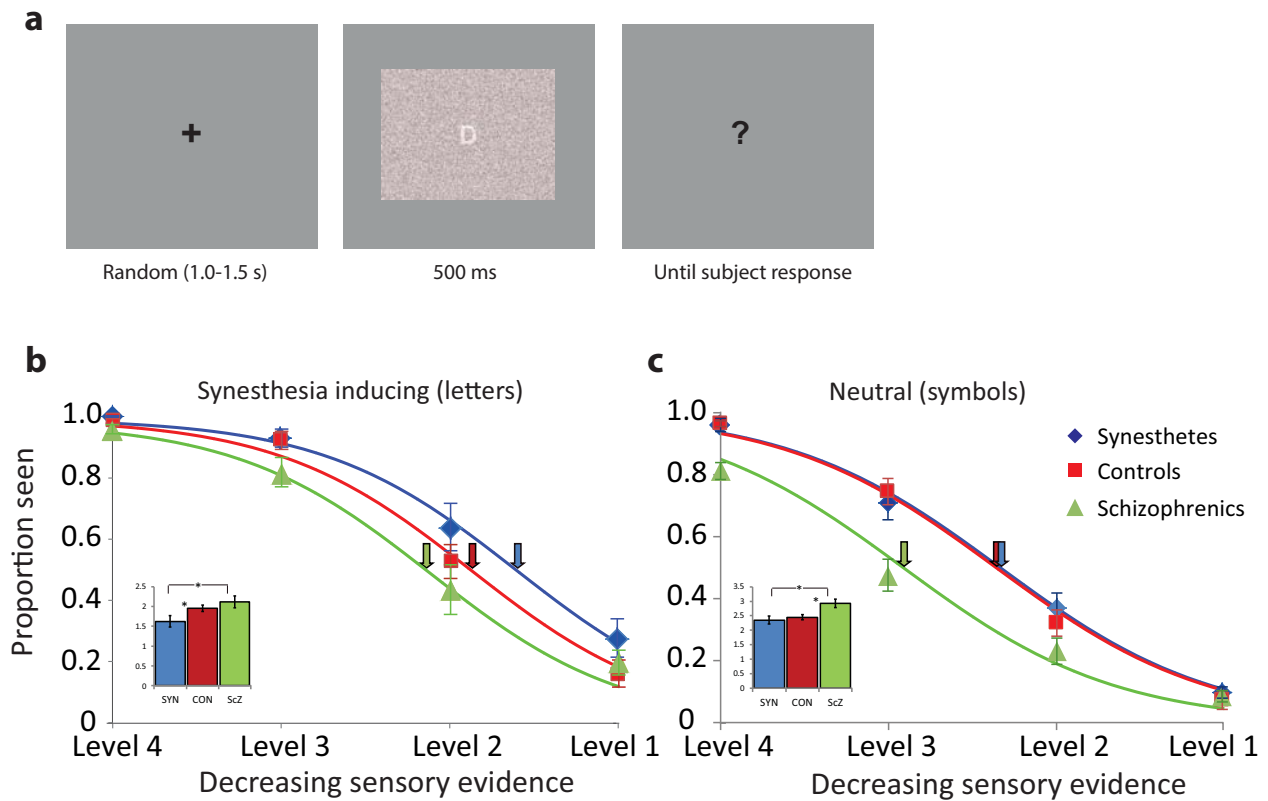 a
+
D
?
Random (1.0-1.5 s)
500 ms
Until subject response
b
Synesthesia inducing (letters)
Proportion seen
1.0
0.8
0.6
0.4
0.2
0
2.5
2
1.5
1
0.5
0
*
*
SYN CON ScZ
Level 4 Level 3 Level 2 Level 1
Decreasing sensory evidence
c
Neutral (symbols)
Synesthetes
Controls
Schizophrenics
1.0
0.8
0.6
0.4
0.2
0
3.5
3
2.5
2
1.5
1
0.5
0
*
*
SYN CON ScZ
Level 4 Level 3 Level 2 Level 1
Decreasing sensory evidence